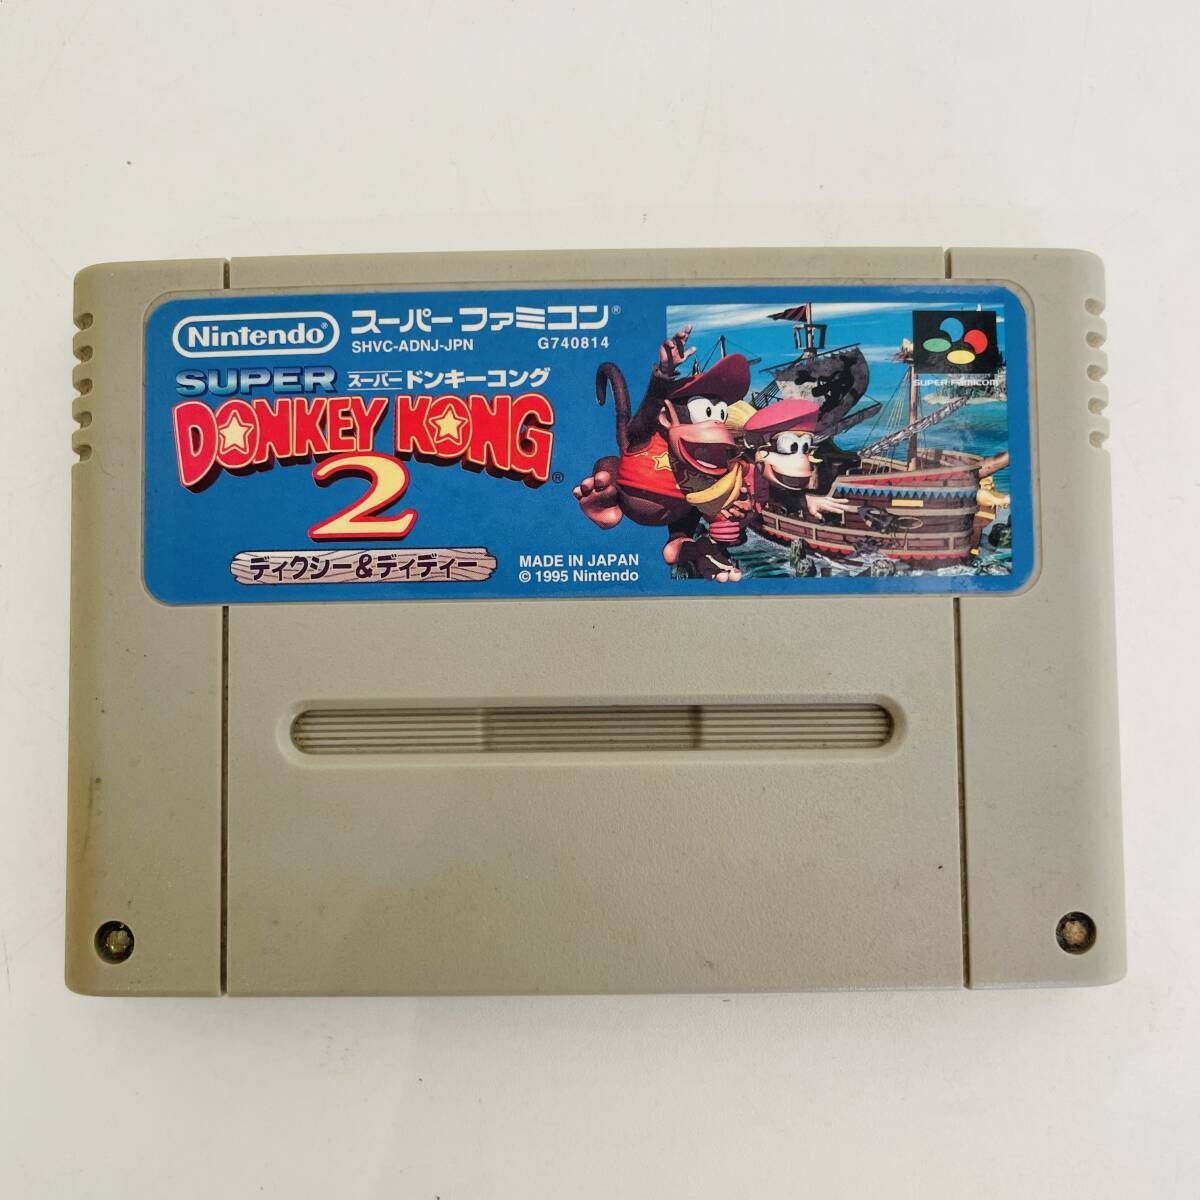 Nintendo®
スーパーファミコン®
SHVC-ADNJ-JPN G740814
SUPER スーパードンキーコング
DONKEY KONG®
2
ディクシー&ディディー
MADE IN JAPAN
© 1995 Nintendo
SUPER FAMICOM